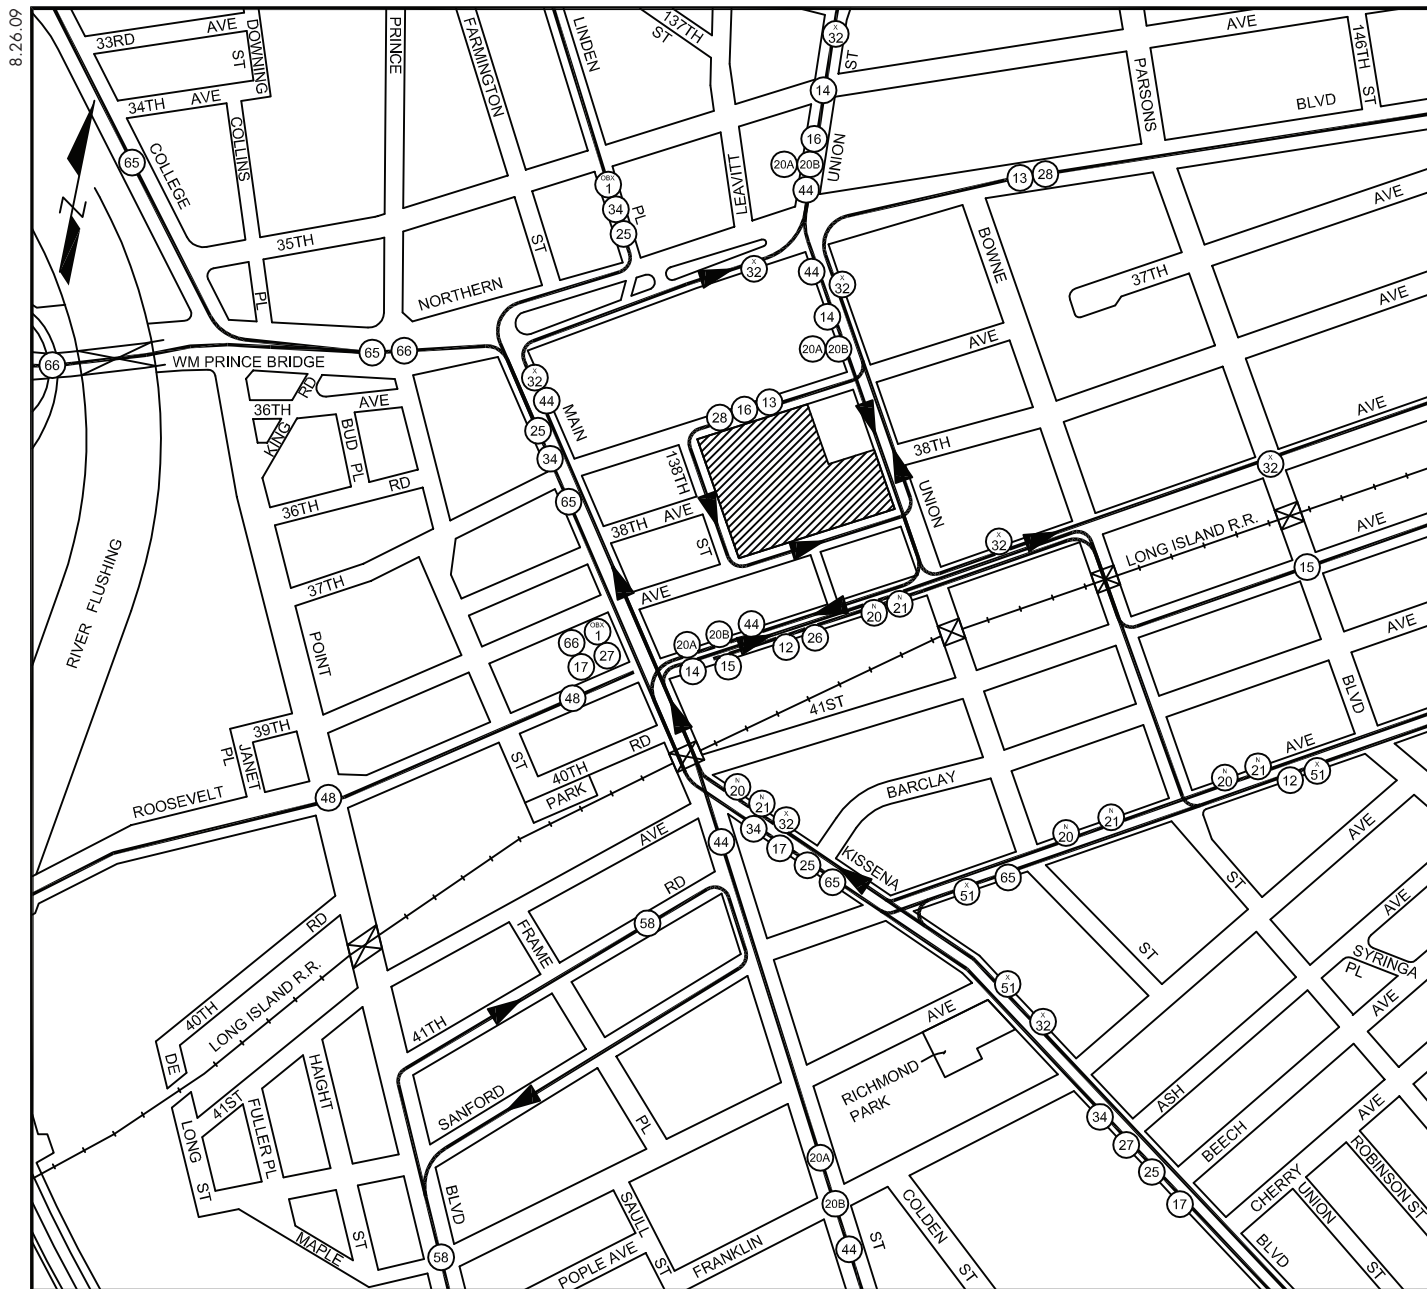 8.26.09
33RD AVE
DOWNING ST
PRINCE
FARMINGTON ST
LINDEN PL
137TH ST
X 32
ST
AVE
146TH ST
34TH AVE
COLLINS PL
14
PARSONS
BLVD
65
COLLEGE
16
20A 20B
UNION
44
LEAVITT
OBX 1
34
25
13 28
AVE
35TH
NORTHERN
BOWNE
37TH
X 32
44
X 32
14
AVE
66
WM PRINCE BRIDGE
65 66
20A 20B
AVE
36TH AVE
KING RD
BUD PL
X 32
44
25
34
MAIN
28 16 13
AVE
38TH
X 32
138TH ST
36TH RD
65
38TH AVE
UNION
X 32
LONG ISLAND R.R.
AVE
RIVER FLUSHING
37TH
AVE
15
N 20 N 21
POINT
66 OBX 1
17 27
20A 20B 44
14 15 12 26
AVE
48
41ST
BLVD
39TH
JANET PL
ST
40TH RD
PARK
ROOSEVELT
48
BARCLAY
N 20
N 21
X 32
N 20 N 21
AVE
12 X 51
44
34
17
25
65
KISSENA
N 20 N 21
AVE
X 51 65
ST
AVE
RD
58
FRAME
RD
40TH
LONG ISLAND R.R.
ST
AVE
SYRINGA PL
AVE
X 51
X 32
41TH
AVE
DE LONG ST
41ST
FULLER PL
HAIGHT ST
SANFORD
PL
RICHMOND PARK
34
27
25
17
ASH
BEECH
AVE
CHERRY
ROBINSON ST
UNION ST
BLVD
20A
20B
44
ST
COLDEN ST
MAPLE
BLVD
58
SAULL ST
POPLE AVE
FRANKLIN